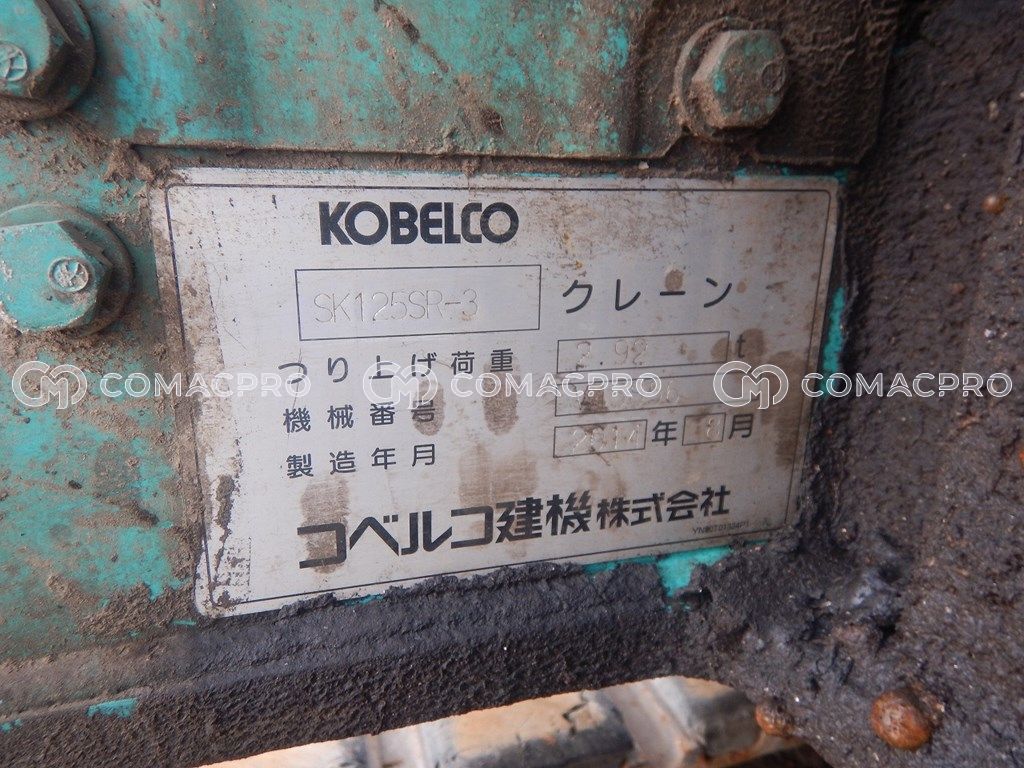 KOBELCO
SK125SR-3 クレーン
つり上げ荷重 2.92 t
COMACPRO COMACPRO COMACPRO
機械番号
製造年月 2014年 月
コベルコ建機株式会社